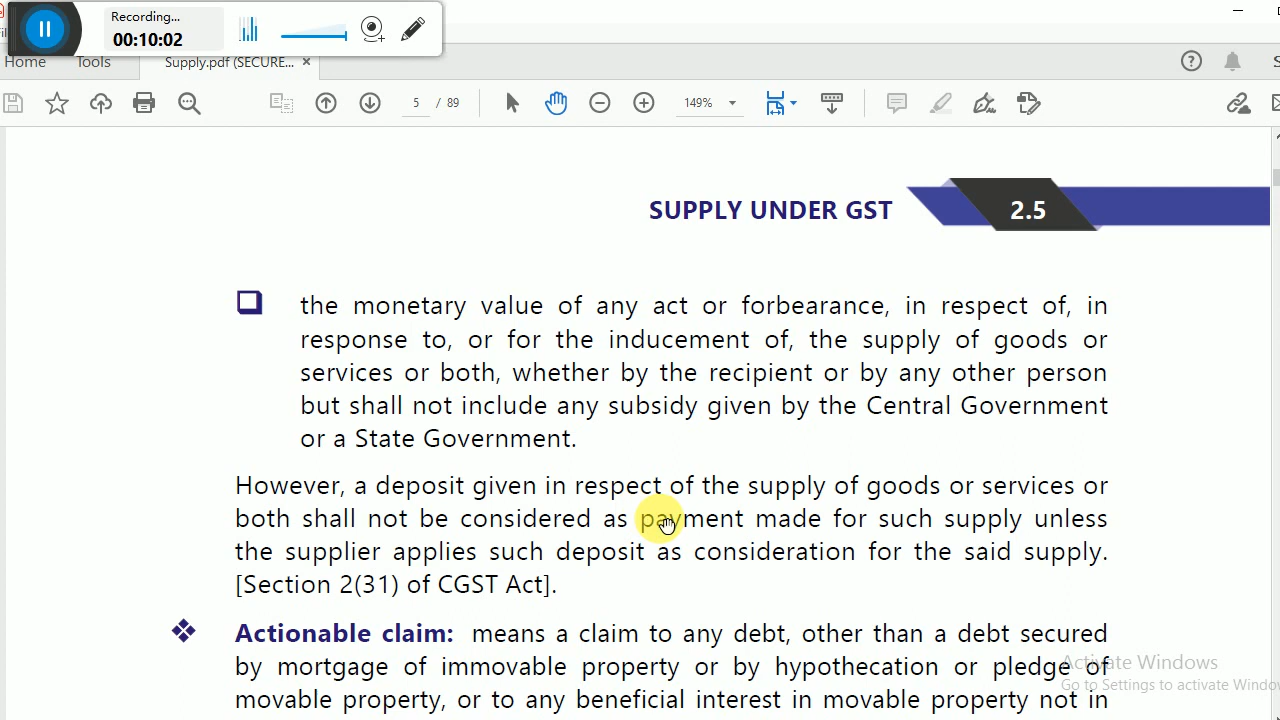 Recording...
00:10:02
Home
Tools
Supply.pdf (SECURE...
5 / 89
149%
SUPPLY UNDER GST
2.5
the monetary value of any act or forbearance, in respect of, in
response to, or for the inducement of, the supply of goods or
services or both, whether by the recipient or by any other person
but shall not include any subsidy given by the Central Government
or a State Government.
However, a deposit given in respect of the supply of goods or services or
both shall not be considered as payment made for such supply unless
the supplier applies such deposit as consideration for the said supply.
[Section 2(31) of CGST Act].
Actionable claim: means a claim to any debt, other than a debt secured
by mortgage of immovable property or by hypothecation or pledge of
movable property, or to any beneficial interest in movable property not in
Activate Windows
Go to Settings to activate Windo